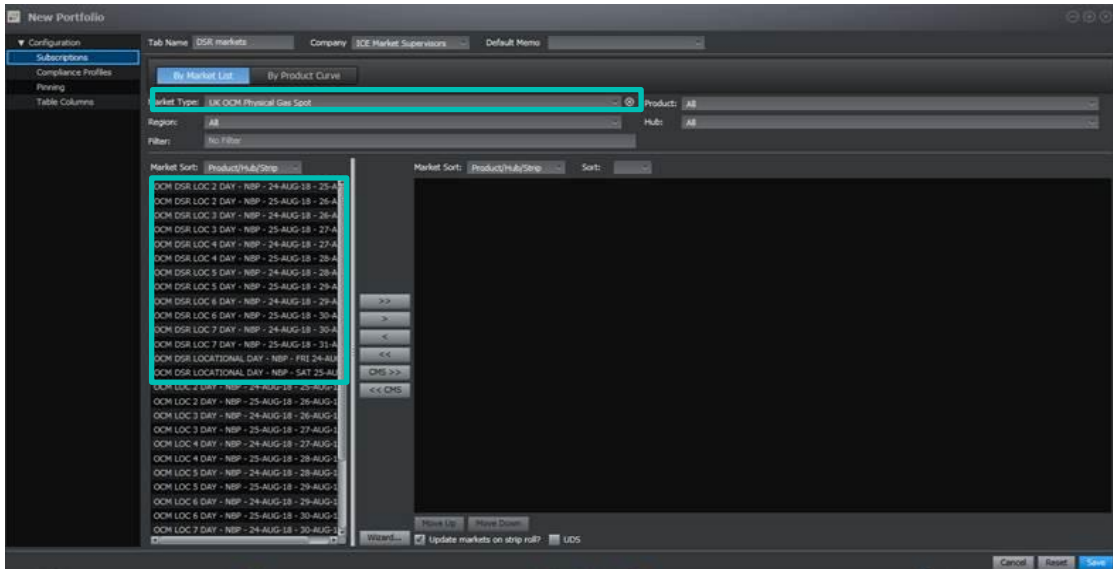 New Portfolio
Configuration
Subscriptions
Compliance Profiles
Pinning
Table Columns
Tab Name DSR markets Company ICE Market Supervisors Default Memo
By Market List By Product Curve
Market Type: UK OCM Physical Gas Spot Product: All
Region: All Hub: All
Filter: No Filter
Market Sort: Product/Hub/Strip Market Sort: Product/Hub/Strip Sort:
OCM DSR LOC 2 DAY - NBP - 24-AUG-18 - 25-A
OCM DSR LOC 2 DAY - NBP - 25-AUG-18 - 26-A
OCM DSR LOC 3 DAY - NBP - 24-AUG-18 - 26-A
OCM DSR LOC 3 DAY - NBP - 25-AUG-18 - 27-A
OCM DSR LOC 4 DAY - NBP - 24-AUG-18 - 27-A
OCM DSR LOC 4 DAY - NBP - 25-AUG-18 - 28-A
OCM DSR LOC 5 DAY - NBP - 24-AUG-18 - 28-A
OCM DSR LOC 5 DAY - NBP - 25-AUG-18 - 29-A
OCM DSR LOC 6 DAY - NBP - 24-AUG-18 - 29-A
OCM DSR LOC 6 DAY - NBP - 25-AUG-18 - 30-A
OCM DSR LOC 7 DAY - NBP - 24-AUG-18 - 30-A
OCM DSR LOC 7 DAY - NBP - 25-AUG-18 - 31-A
OCM DSR LOCATIONAL DAY - NBP - FRI 24-AU
OCM DSR LOCATIONAL DAY - NBP - SAT 25-AU
OCM LOC 2 DAY - NBP - 24-AUG-18 - 25-AUG-1
OCM LOC 2 DAY - NBP - 25-AUG-18 - 26-AUG-1
OCM LOC 3 DAY - NBP - 24-AUG-18 - 26-AUG-1
OCM LOC 3 DAY - NBP - 25-AUG-18 - 27-AUG-1
OCM LOC 4 DAY - NBP - 24-AUG-18 - 27-AUG-1
OCM LOC 4 DAY - NBP - 25-AUG-18 - 28-AUG-1
OCM LOC 5 DAY - NBP - 24-AUG-18 - 28-AUG-1
OCM LOC 5 DAY - NBP - 25-AUG-18 - 29-AUG-1
OCM LOC 6 DAY - NBP - 24-AUG-18 - 29-AUG-1
OCM LOC 6 DAY - NBP - 25-AUG-18 - 30-AUG-1
OCM LOC 7 DAY - NBP - 24-AUG-18 - 30-AUG-1
>>
>
<
<<
CMS >>
<< CMS
Move Up Move Down
Wizard... Update markets on strip roll? UDS
Cancel Reset Save